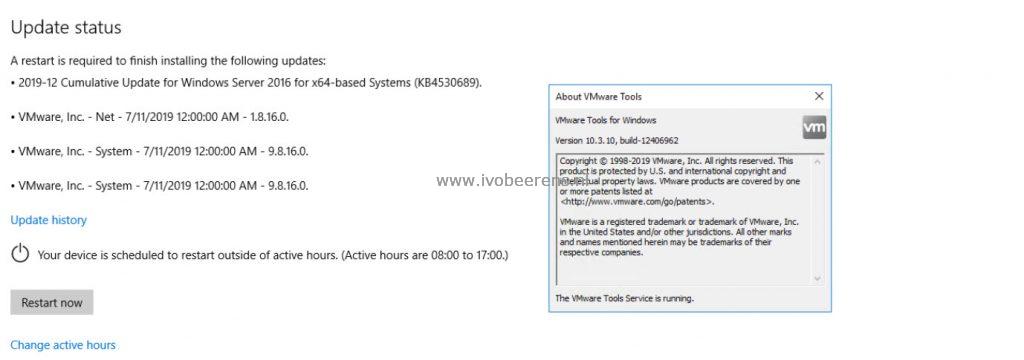 Update status
A restart is required to finish installing the following updates:
• 2019-12 Cumulative Update for Windows Server 2016 for x64-based Systems (KB4530689).
• VMware, Inc. - Net - 7/11/2019 12:00:00 AM - 1.8.16.0.
• VMware, Inc. - System - 7/11/2019 12:00:00 AM - 9.8.16.0.
• VMware, Inc. - System - 7/11/2019 12:00:00 AM - 9.8.16.0.
Update history
Your device is scheduled to restart outside of active hours. (Active hours are 08:00 to 17:00.)
Restart now
Change active hours
About VMware Tools
VMware Tools for Windows
vm
Version 10.3.10, build-12406962
Copyright © 1998-2019 VMware, Inc. All rights reserved. This
product is protected by U.S. and international copyright and
intellectual property laws. VMware products are covered by one
or more patents listed at
<http://www.vmware.com/go/patents>.
VMware is a registered trademark or trademark of VMware, Inc.
in the United States and/or other jurisdictions. All other marks
and names mentioned herein may be trademarks of their
respective companies.
The VMware Tools Service is running.
www.ivobeerens.nl